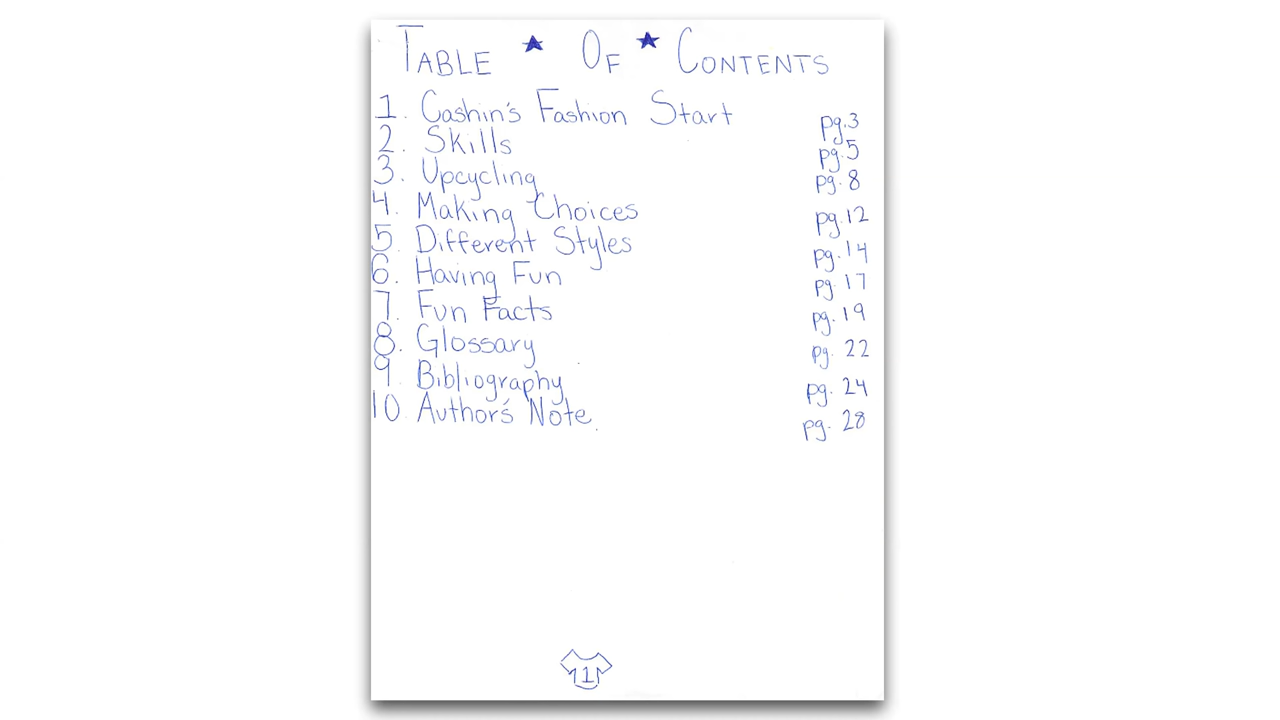 TABLE ★ OF ★ CONTENTS
1. Cashin's Fashion Start pg.3
2. Skills pg.5
3. Upcycling pg.8
4. Making Choices pg.12
5. Different Styles pg.14
6. Having Fun pg.17
7. Fun Facts pg.19
8. Glossary pg. 22
9. Bibliography pg. 24
10. Author's Note. pg. 28
1